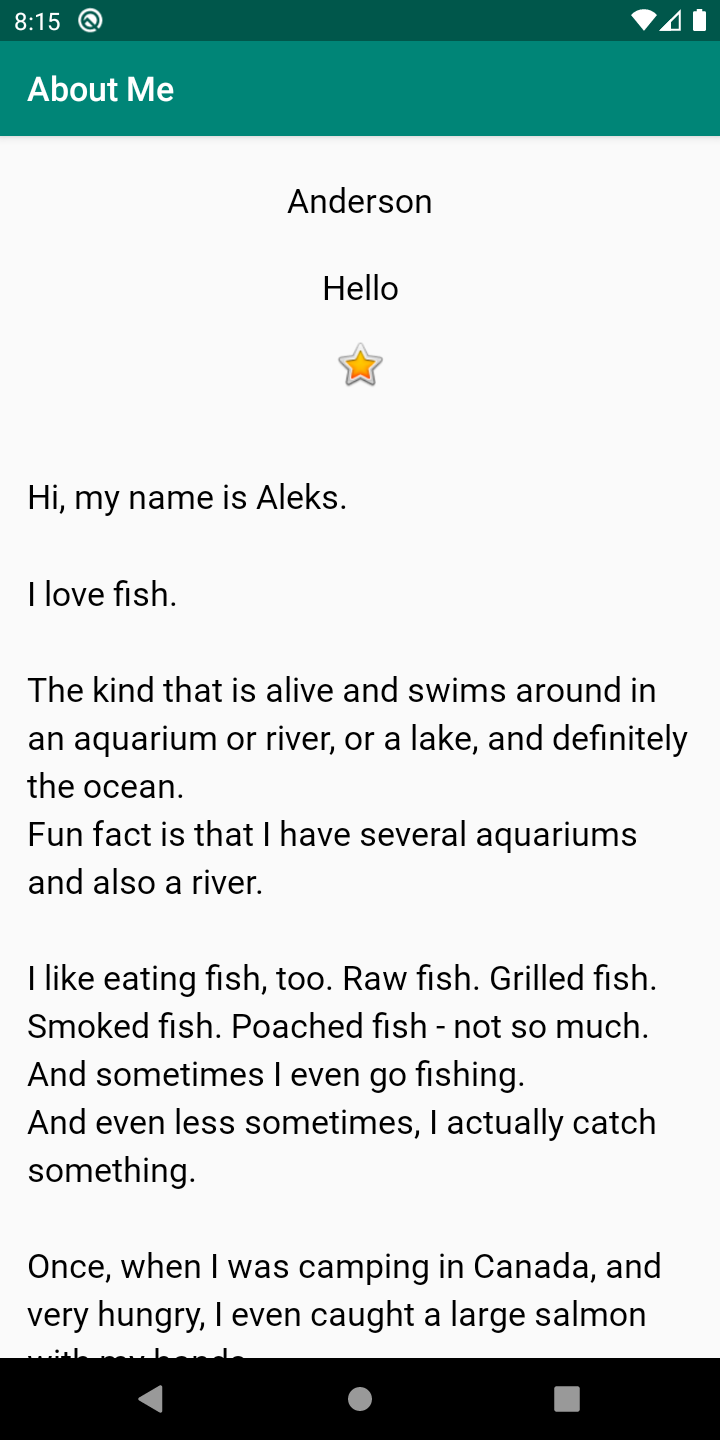 8:15
About Me
Anderson
Hello
Hi, my name is Aleks.
I love fish.
The kind that is alive and swims around in
an aquarium or river, or a lake, and definitely
the ocean.
Fun fact is that I have several aquariums
and also a river.
I like eating fish, too. Raw fish. Grilled fish.
Smoked fish. Poached fish - not so much.
And sometimes I even go fishing.
And even less sometimes, I actually catch
something.
Once, when I was camping in Canada, and
very hungry, I even caught a large salmon
with my hands